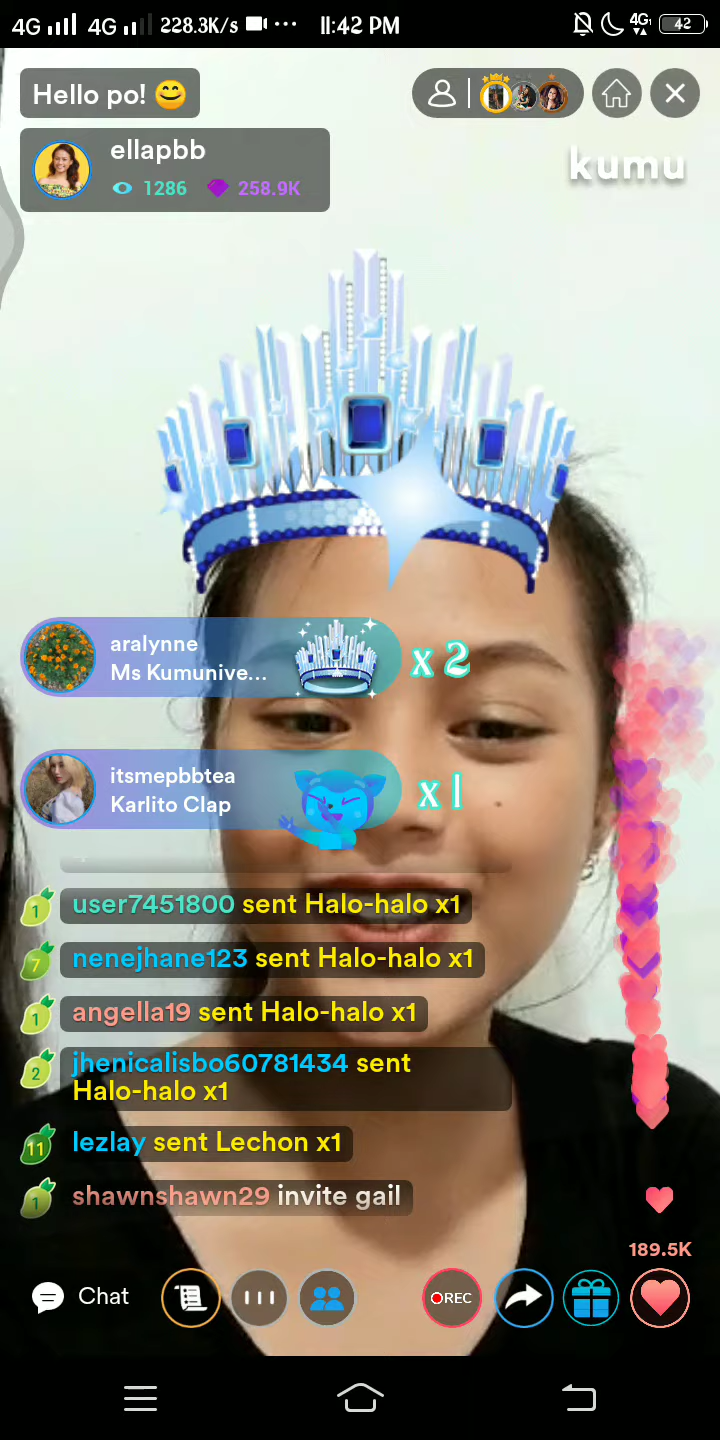 4G 4G 228.3K/s 11:42 PM 4G 42
Hello po! 😊
ellapbb
1286 258.9K
kumu
aralynne
Ms Kumunive...
x 2
itsmepbbtea
Karlito Clap
x 1
1 user7451800 sent Halo-halo x1
7 nenejhane123 sent Halo-halo x1
1 angella19 sent Halo-halo x1
2 jhenicalisbo60781434 sent
Halo-halo x1
11 lezlay sent Lechon x1
1 shawnshawn29 invite gail
189.5K
Chat REC